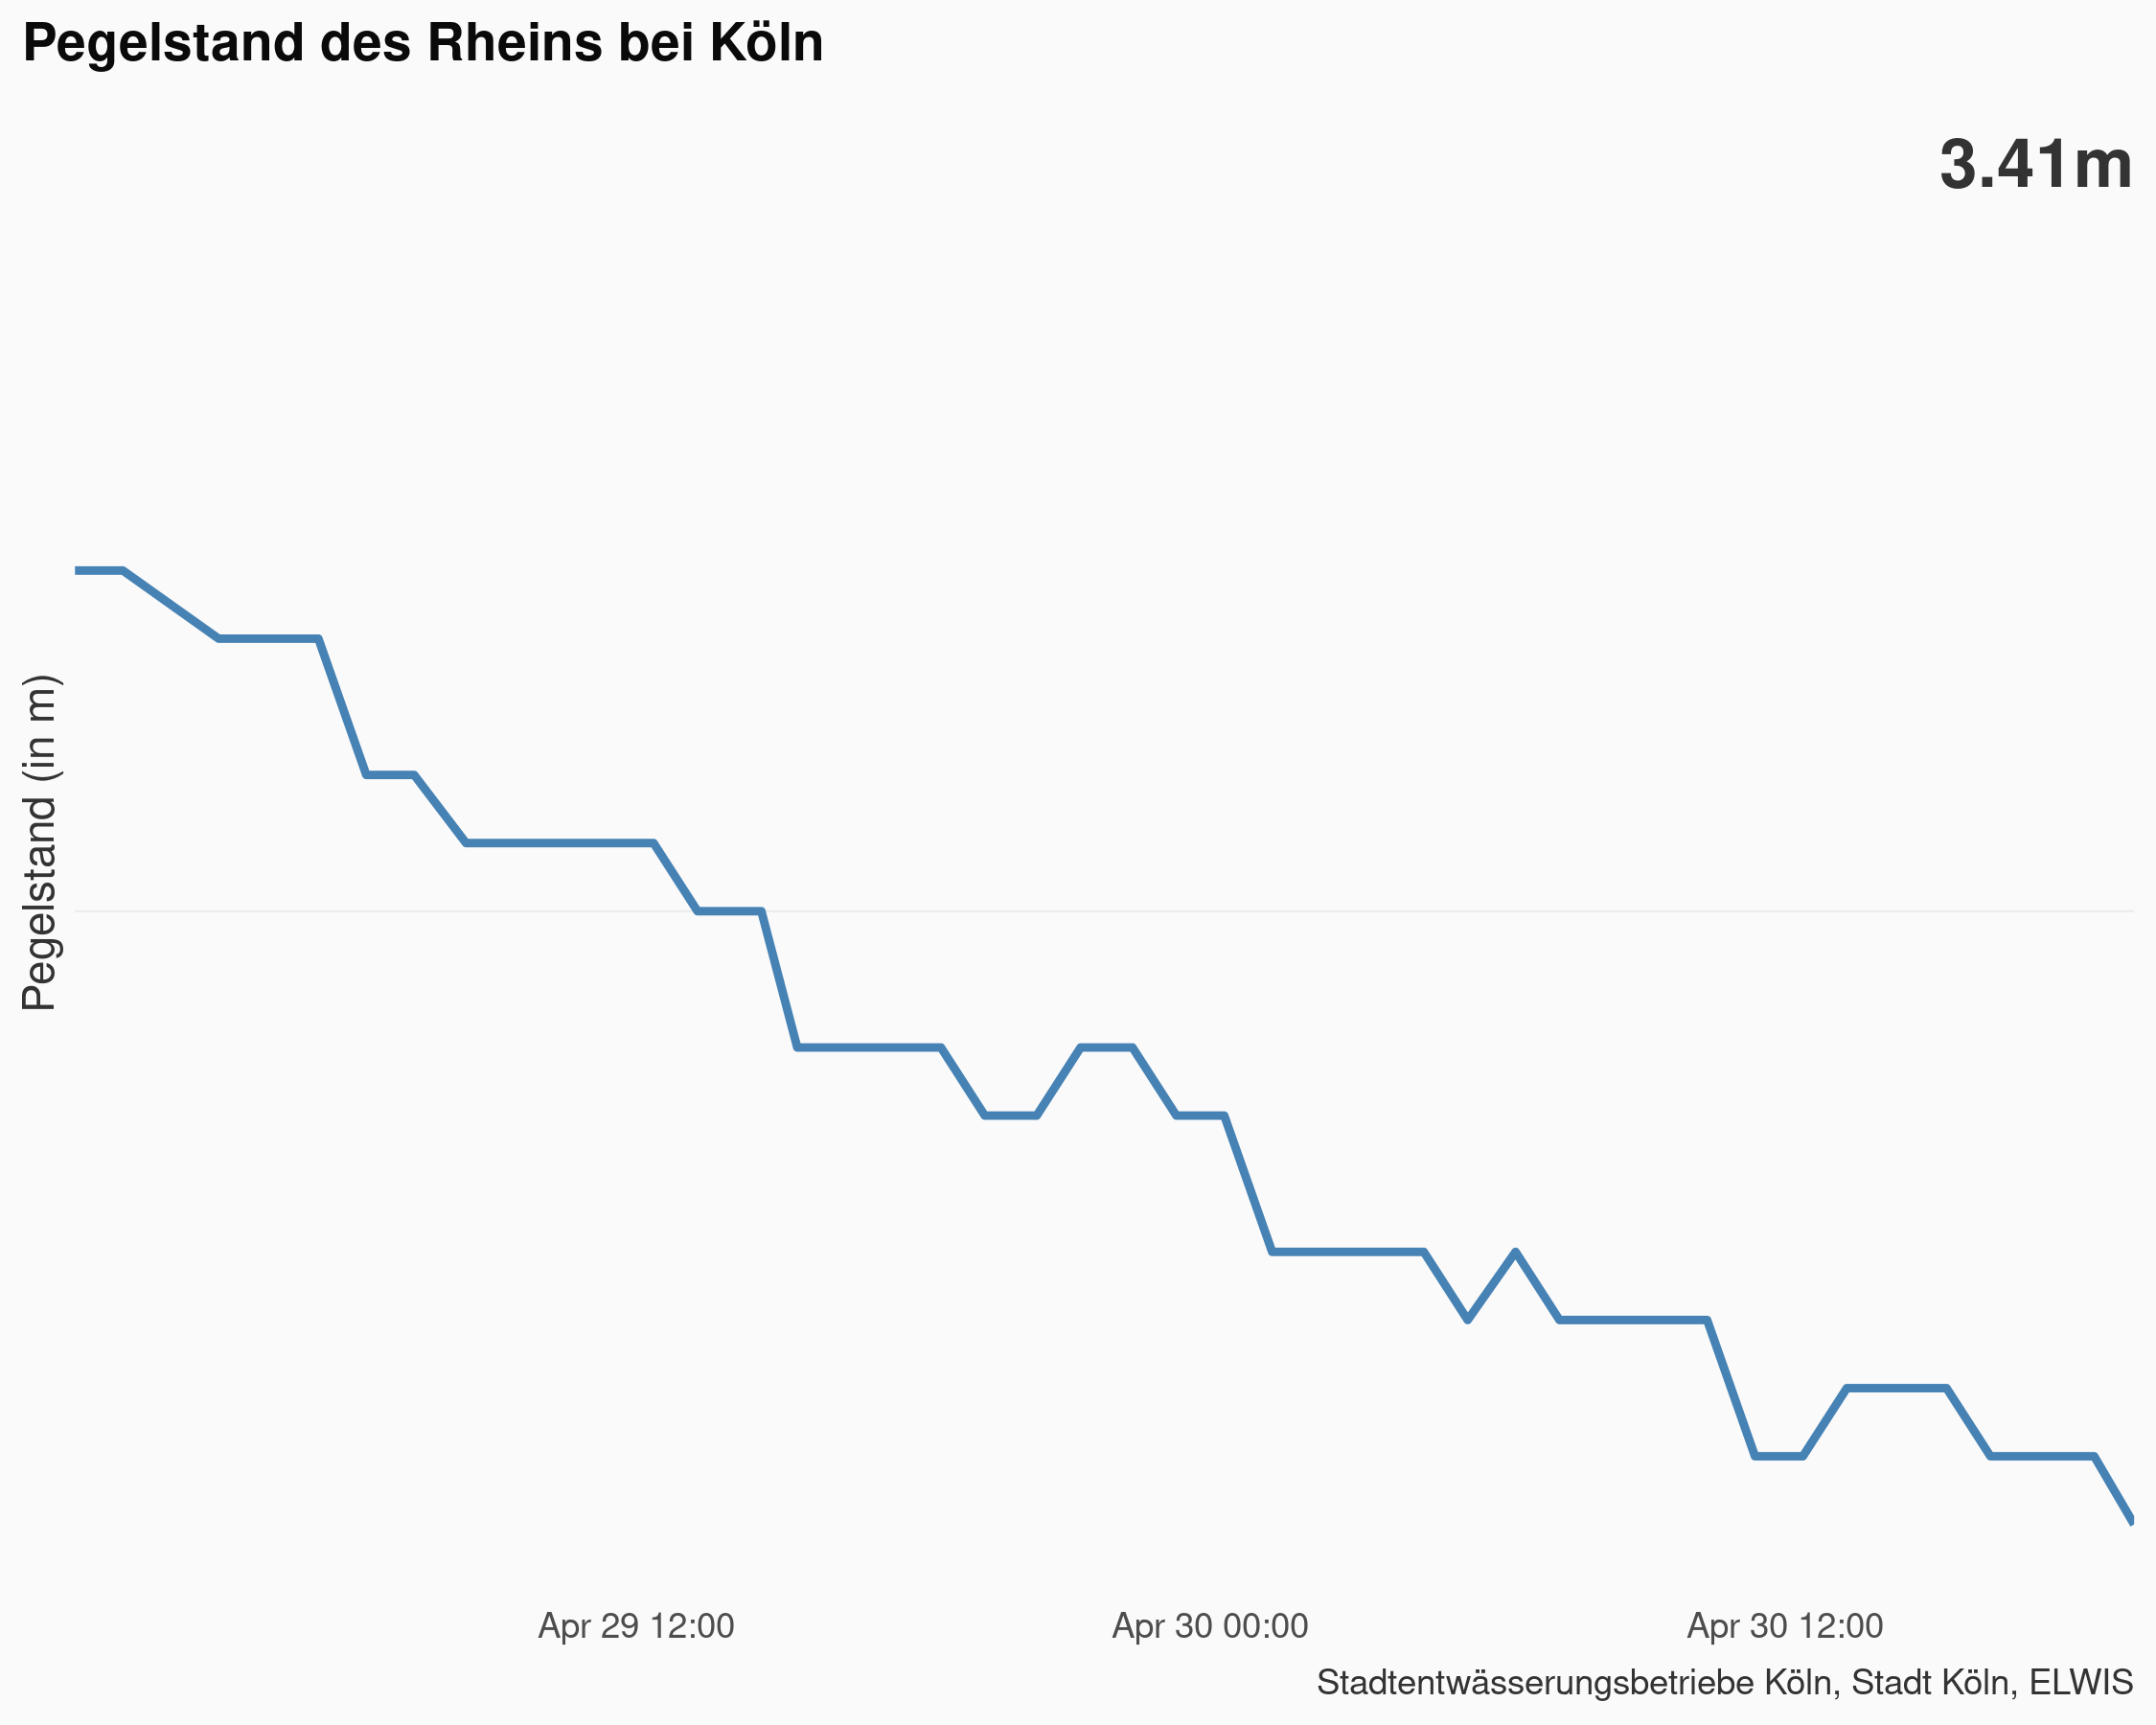 Pegelstand des Rheins bei Köln
3.41m
Pegelstand (in m)
Apr 29 12:00
Apr 30 00:00
Apr 30 12:00
Stadtentwässerungsbetriebe Köln, Stadt Köln, ELWIS